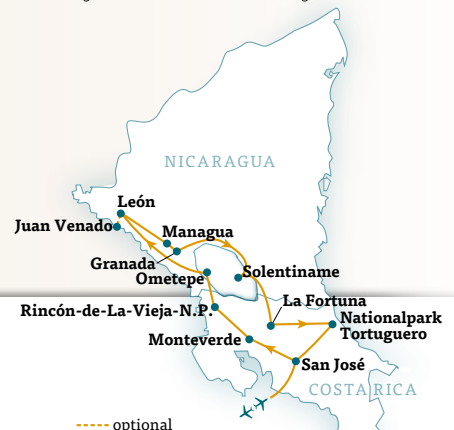 NICARAGUA
León
Juan Venado
Managua
Granada
Ometepe
Solentiname
La Fortuna
Rincón-de-La-Vieja-N.P.
Nationalpark
Tortuguero
Monteverde
San José
COSTA RICA
optional